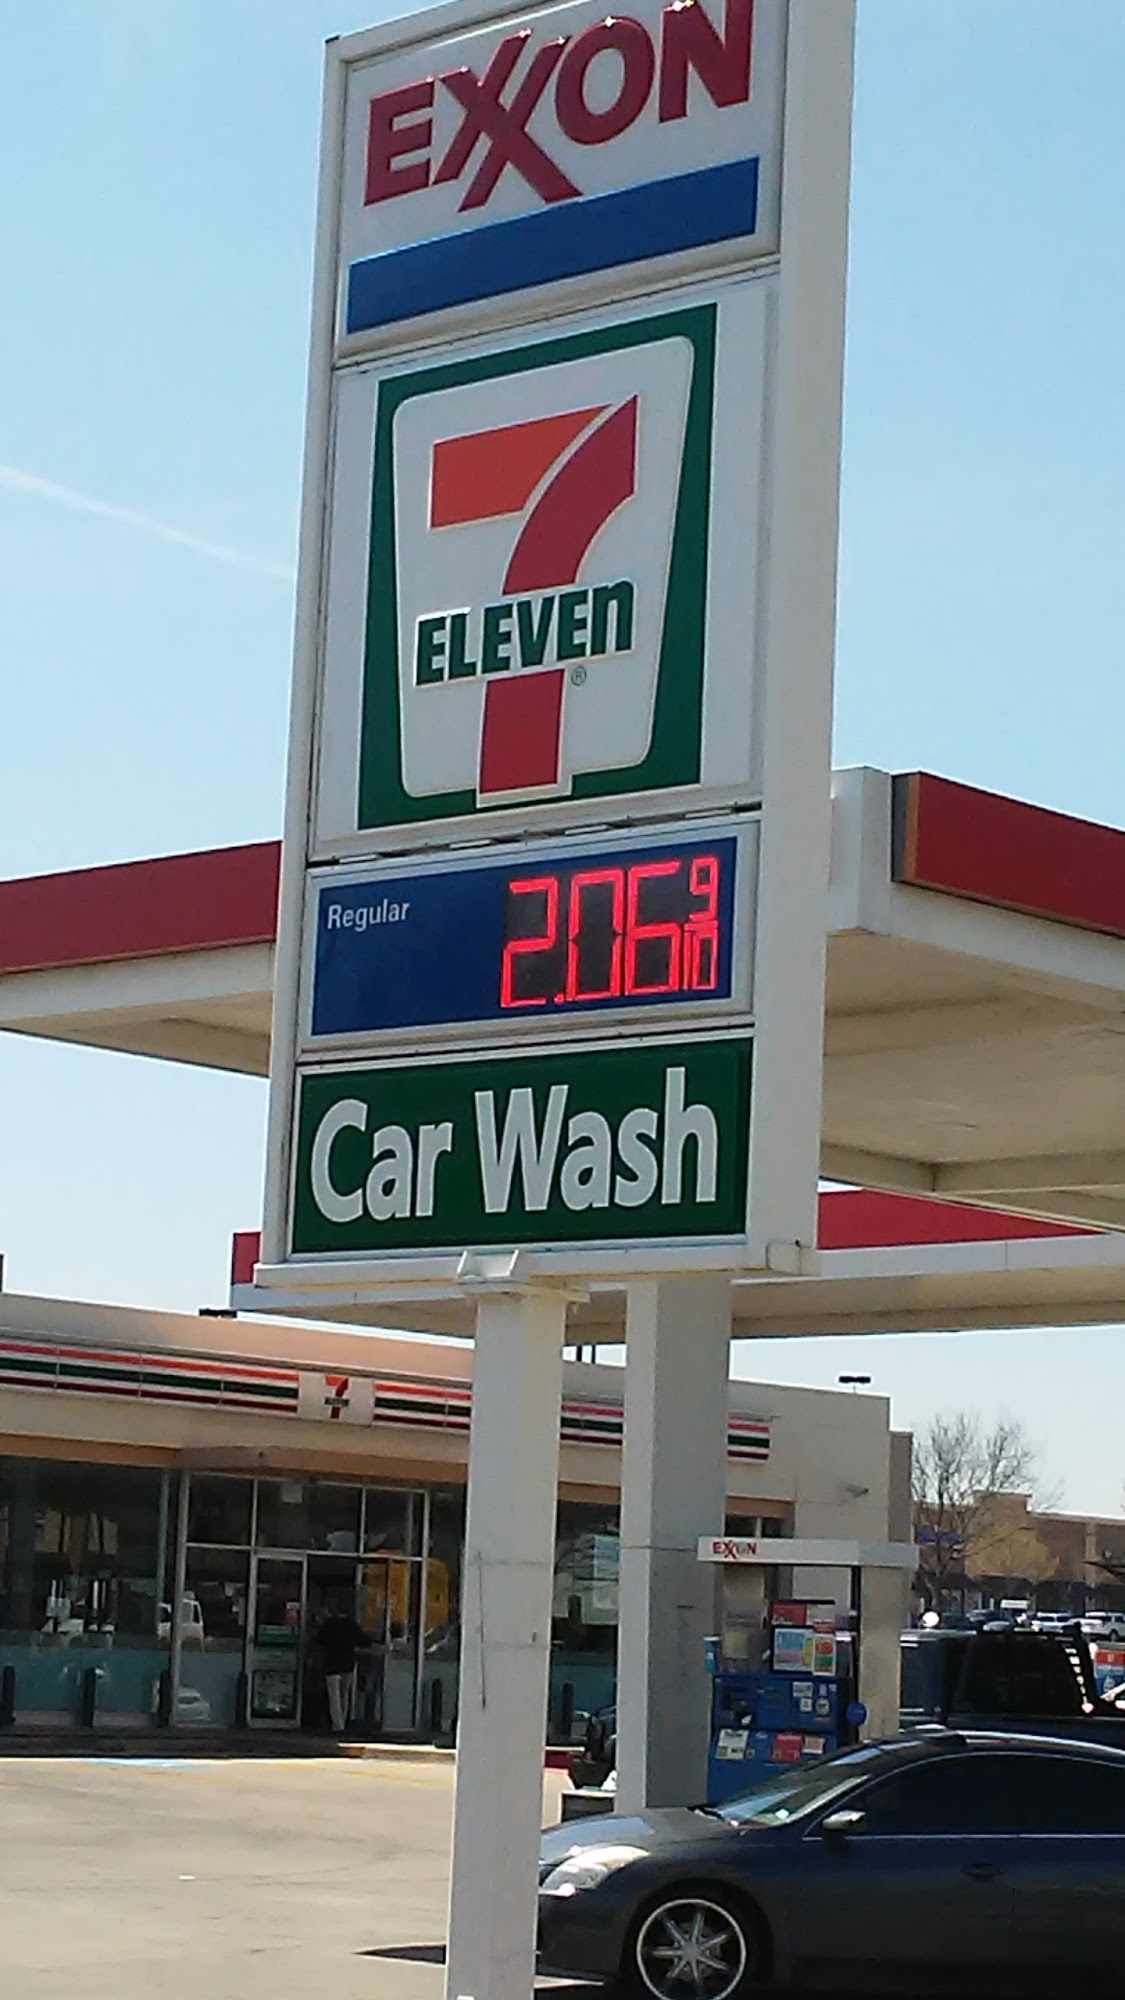 EXXON
7
ELEVEn
®
Regular 2.06 9/10
Car Wash
EXXON